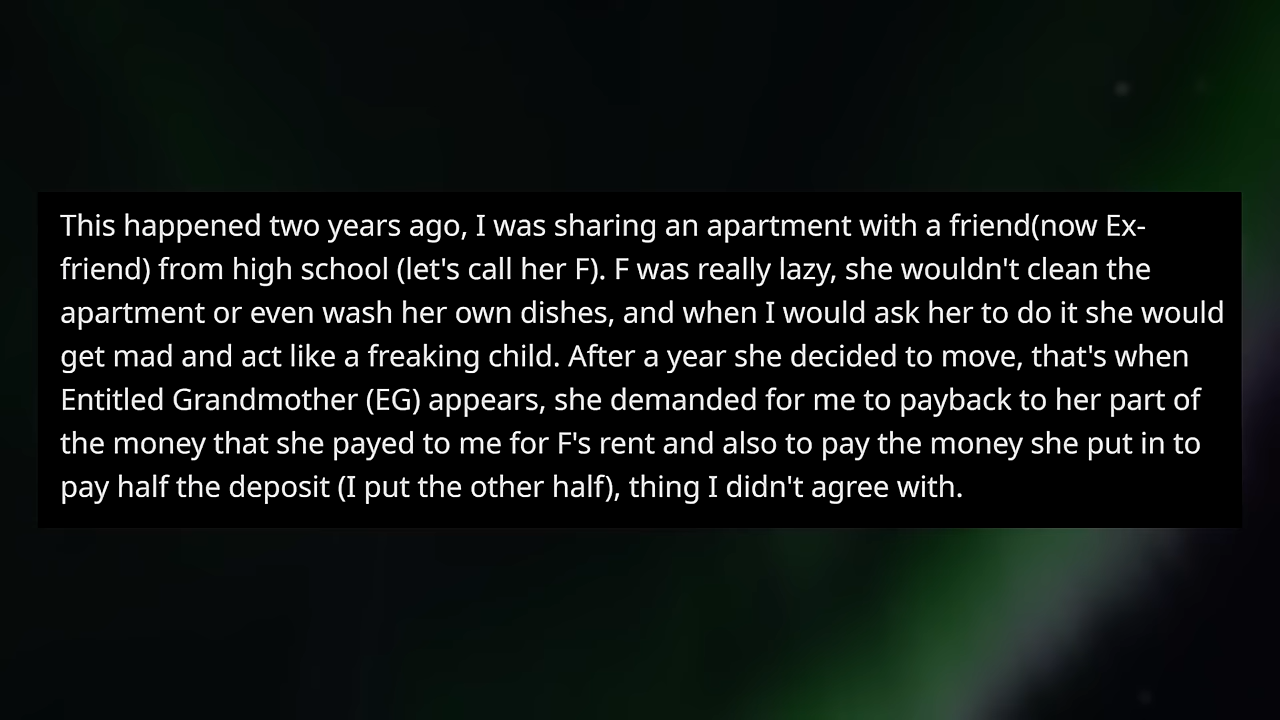 This happened two years ago, I was sharing an apartment with a friend(now Ex-
friend) from high school (let's call her F). F was really lazy, she wouldn't clean the
apartment or even wash her own dishes, and when I would ask her to do it she would
get mad and act like a freaking child. After a year she decided to move, that's when
Entitled Grandmother (EG) appears, she demanded for me to payback to her part of
the money that she payed to me for F's rent and also to pay the money she put in to
pay half the deposit (I put the other half), thing I didn't agree with.